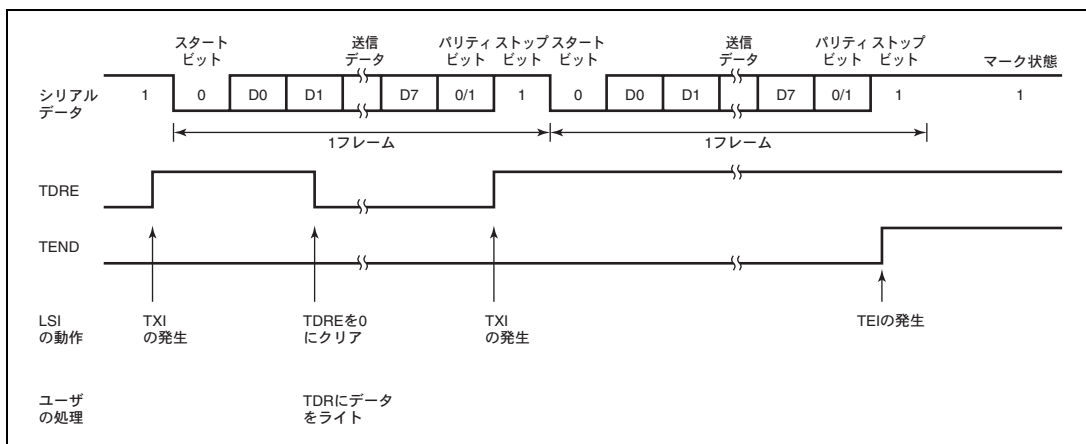 スタート
ビット
送信
データ
パリティ
ビット
ストップ
ビット
スタート
ビット
送信
データ
パリティ
ビット
ストップ
ビット
マーク状態
シリアル
データ
1 0 D0 D1 D7 0/1 1 0 D0 D1 D7 0/1 1 1
1フレーム 1フレーム
TDRE
TEND
LSI
の動作
TXI
の発生
TDREを0
にクリア
TXI
の発生
TEIの発生
ユーザ
の処理
TDRにデータ
をライト